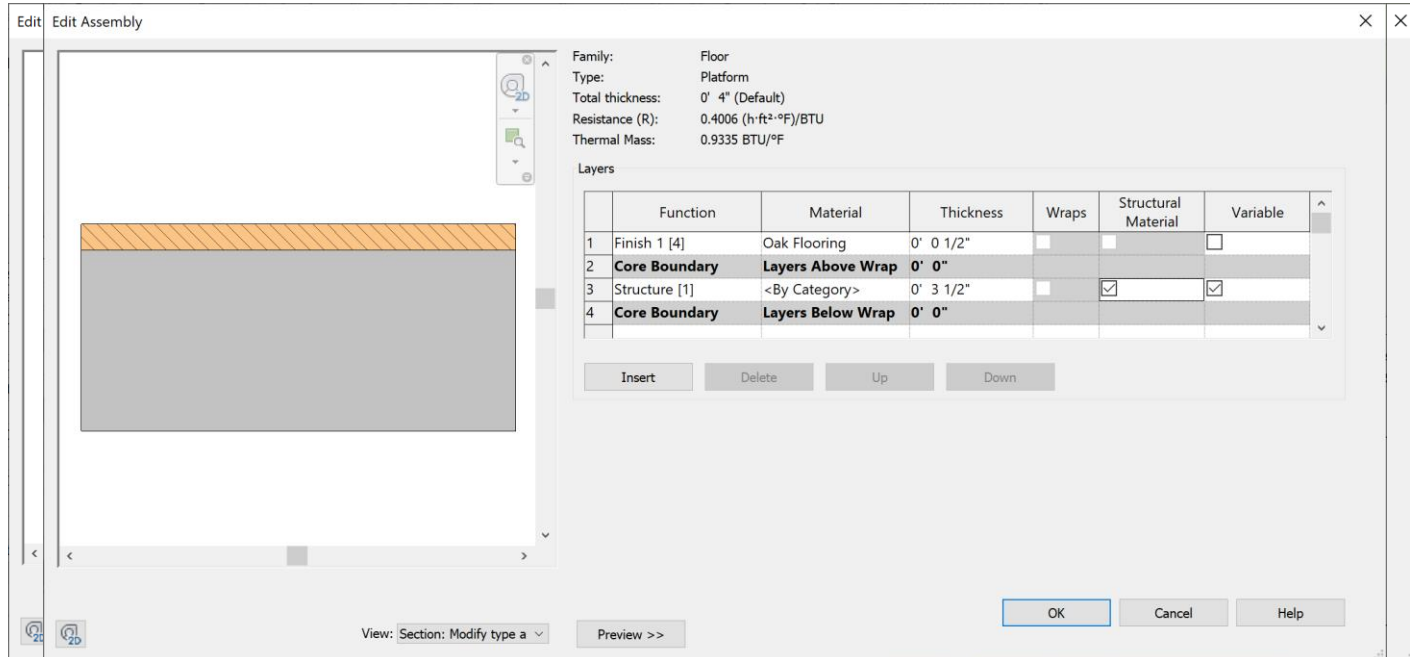 Edit
Edit Assembly
2D
Family: Floor
Type: Platform
Total thickness: 0' 4" (Default)
Resistance (R): 0.4006 (h·ft²·°F)/BTU
Thermal Mass: 0.9335 BTU/°F
Layers
Function Material Thickness Wraps Structural Material Variable
1 Finish 1 [4] Oak Flooring 0' 0 1/2"
2 Core Boundary Layers Above Wrap 0' 0"
3 Structure [1] <By Category> 0' 3 1/2"
4 Core Boundary Layers Below Wrap 0' 0"
Insert Delete Up Down
OK Cancel Help
2D 2D View: Section: Modify type a Preview >>